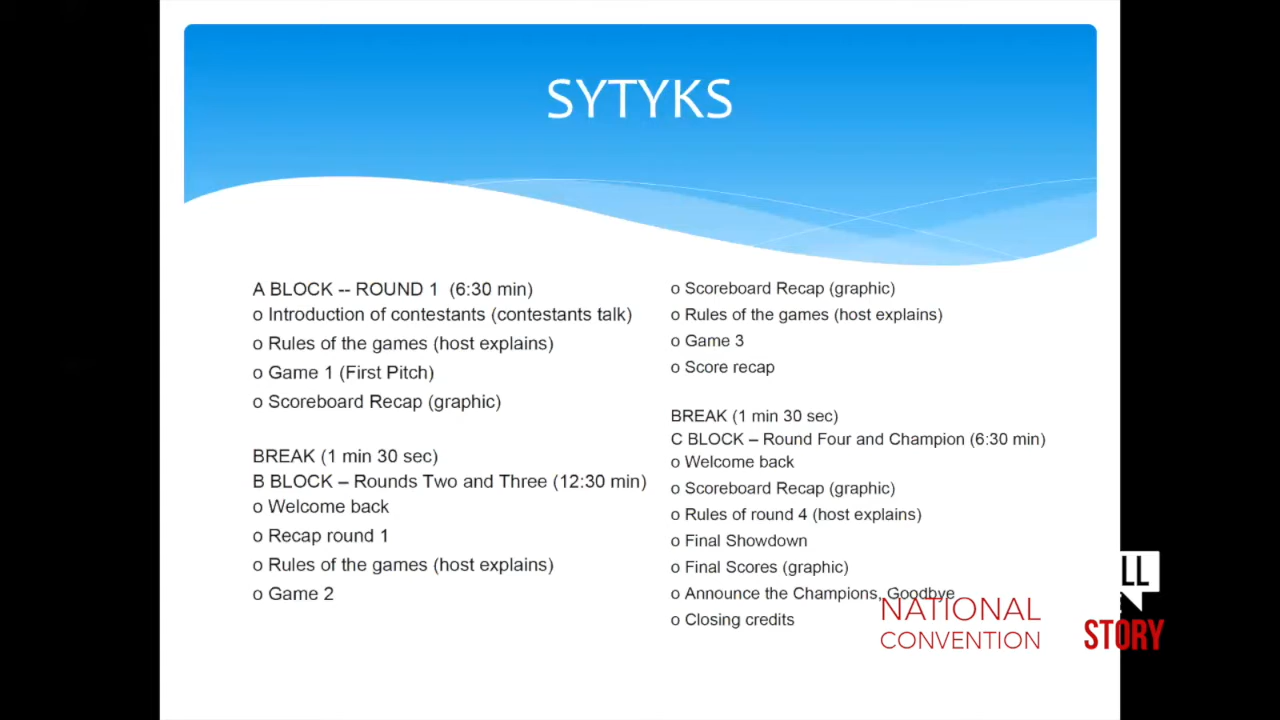 SYTYKS
A BLOCK -- ROUND 1 (6:30 min)
o Introduction of contestants (contestants talk)
o Rules of the games (host explains)
o Game 1 (First Pitch)
o Scoreboard Recap (graphic)
BREAK (1 min 30 sec)
B BLOCK – Rounds Two and Three (12:30 min)
o Welcome back
o Recap round 1
o Rules of the games (host explains)
o Game 2
o Scoreboard Recap (graphic)
o Rules of the games (host explains)
o Game 3
o Score recap
BREAK (1 min 30 sec)
C BLOCK – Round Four and Champion (6:30 min)
o Welcome back
o Scoreboard Recap (graphic)
o Rules of round 4 (host explains)
o Final Showdown
o Final Scores (graphic)
o Announce the Champions, Goodbye
o Closing credits
NATIONAL
CONVENTION
LL
STORY